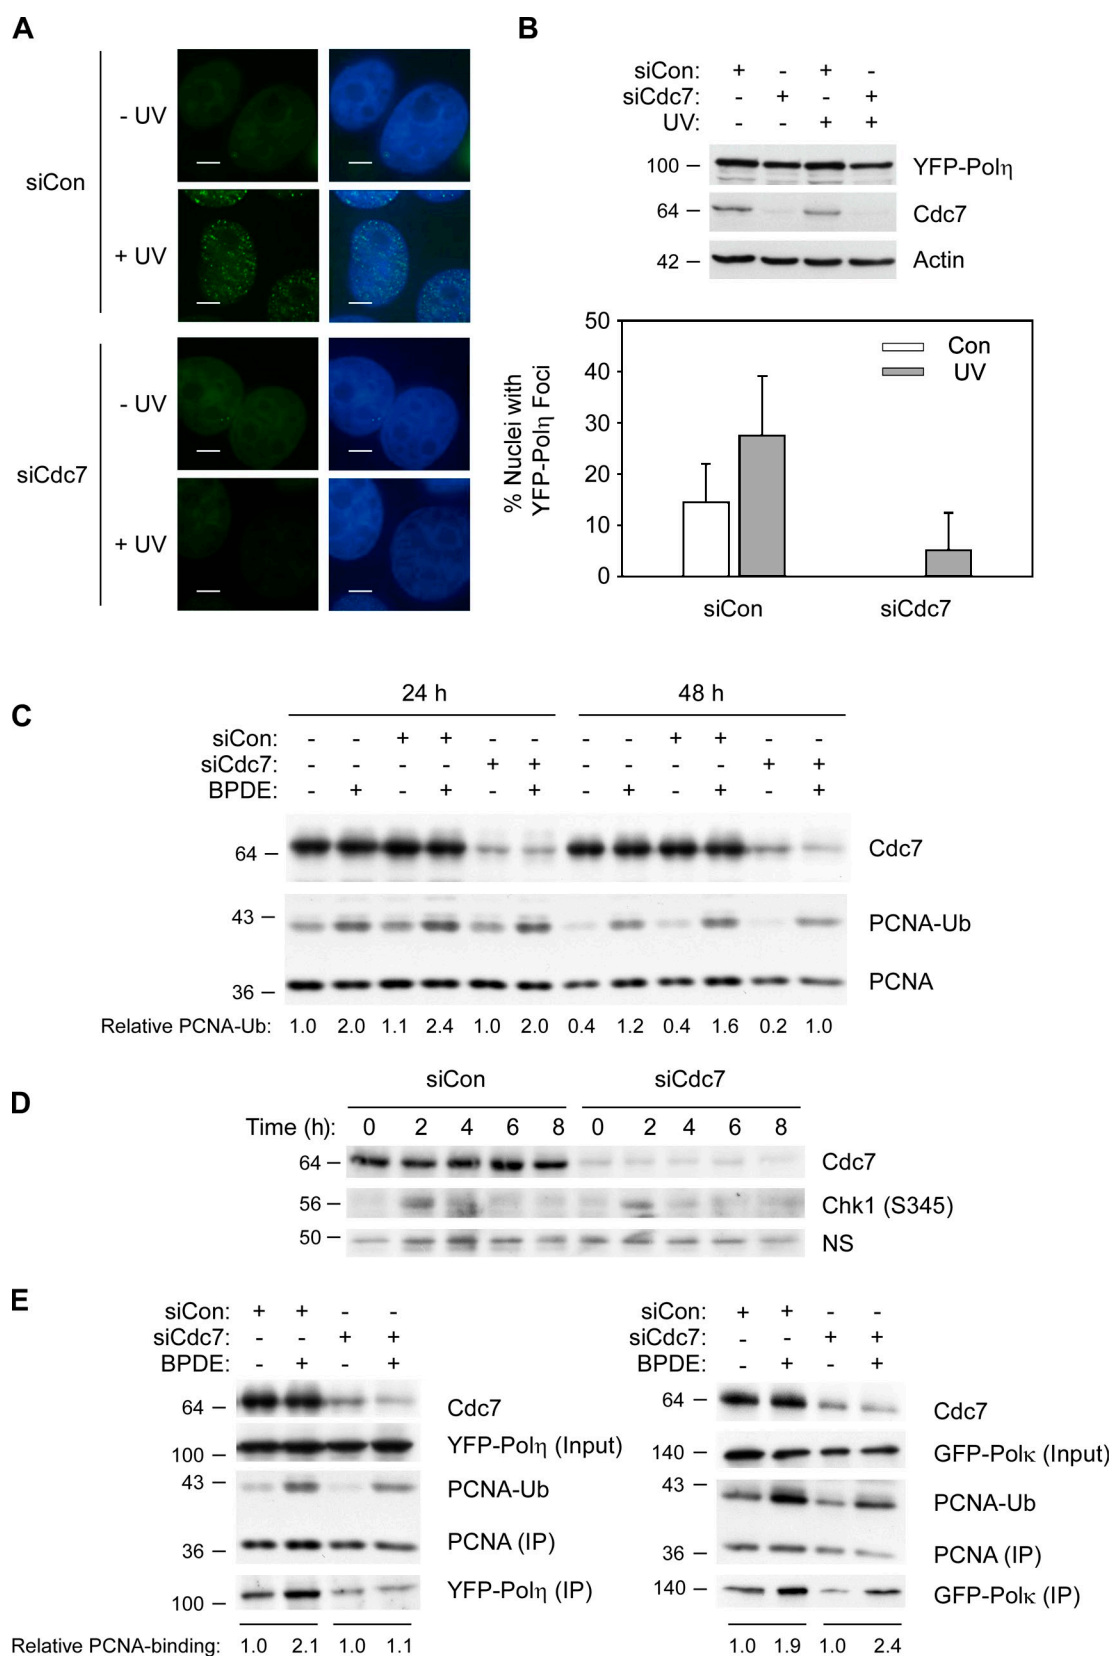 A
siCon
- UV
+ UV
siCdc7
- UV
+ UV
B
siCon: + - + -
siCdc7: - + - +
UV: - - + +
100 YFP-Polη
64 Cdc7
42 Actin
% Nuclei with
YFP-Polη Foci
50
40
30
20
10
0
Con
UV
siCon siCdc7
C
24 h 48 h
siCon: - - + + - - - - + + - -
siCdc7: - - - - + + - - - - + +
BPDE: - + - + - + - + - + - +
64 Cdc7
43 PCNA-Ub
36 PCNA
Relative PCNA-Ub: 1.0 2.0 1.1 2.4 1.0 2.0 0.4 1.2 0.4 1.6 0.2 1.0
D
siCon siCdc7
Time (h): 0 2 4 6 8 0 2 4 6 8
64 Cdc7
56 Chk1 (S345)
50 NS
E
siCon: + + - -
siCdc7: - - + +
BPDE: - + - +
64 Cdc7
100 YFP-Polη (Input)
43 PCNA-Ub
36 PCNA (IP)
100 YFP-Polη (IP)
Relative PCNA-binding: 1.0 2.1 1.0 1.1
siCon: + + - -
siCdc7: - - + +
BPDE: - + - +
64 Cdc7
140 GFP-Polκ (Input)
43 PCNA-Ub
36 PCNA (IP)
140 GFP-Polκ (IP)
1.0 1.9 1.0 2.4